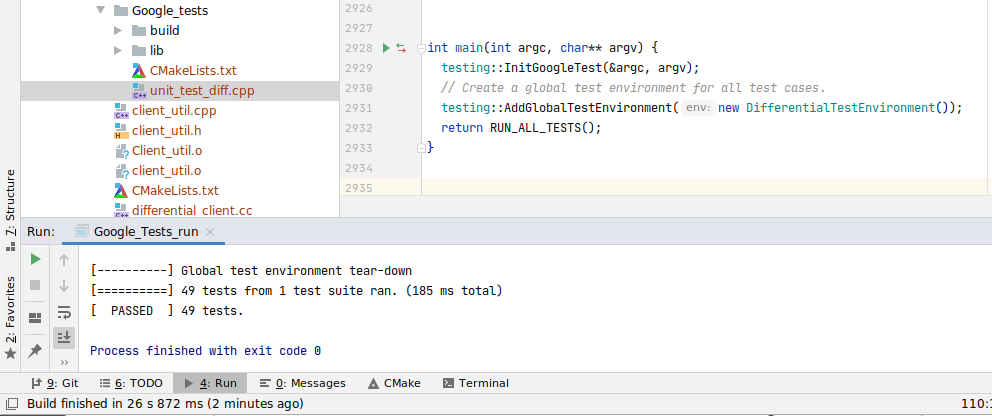 Google_tests
build
lib
CMakeLists.txt
unit_test_diff.cpp
client_util.cpp
client_util.h
Client_util.o
client_util.o
CMakeLists.txt
differential_client.cc
2926
2927
2928 int main(int argc, char** argv) {
2929 testing::InitGoogleTest(&argc, argv);
2930 // Create a global test environment for all test cases.
2931 testing::AddGlobalTestEnvironment( env: new DifferentialTestEnvironment());
2932 return RUN_ALL_TESTS();
2933 }
2934
2935
7: Structure
2: Favorites
Run: Google_Tests_run
[----------] Global test environment tear-down
[==========] 49 tests from 1 test suite ran. (185 ms total)
[  PASSED  ] 49 tests.
Process finished with exit code 0
9: Git 6: TODO 4: Run 0: Messages CMake Terminal
Build finished in 26 s 872 ms (2 minutes ago)